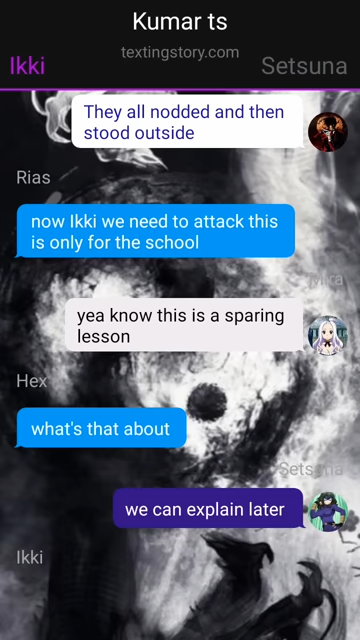 Kumar ts
textingstory.com
Ikki
Setsuna
They all nodded and then
stood outside
Rias
now Ikki we need to attack this
is only for the school
Mira
yea know this is a sparing
lesson
Hex
what's that about
Setsuna
we can explain later
Ikki